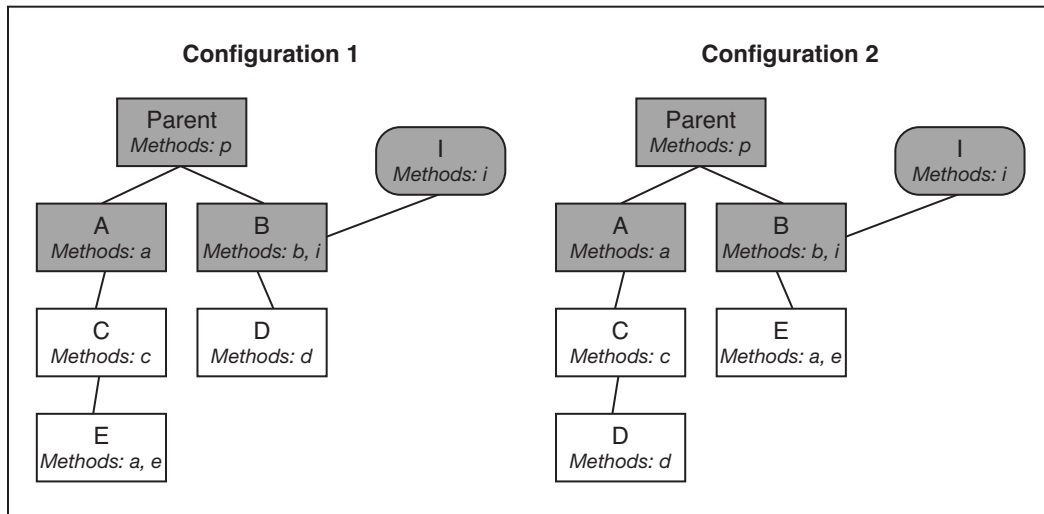 Configuration 1
Parent
Methods: p
I
Methods: i
A
Methods: a
B
Methods: b, i
C
Methods: c
D
Methods: d
E
Methods: a, e
Configuration 2
Parent
Methods: p
I
Methods: i
A
Methods: a
B
Methods: b, i
C
Methods: c
E
Methods: a, e
D
Methods: d